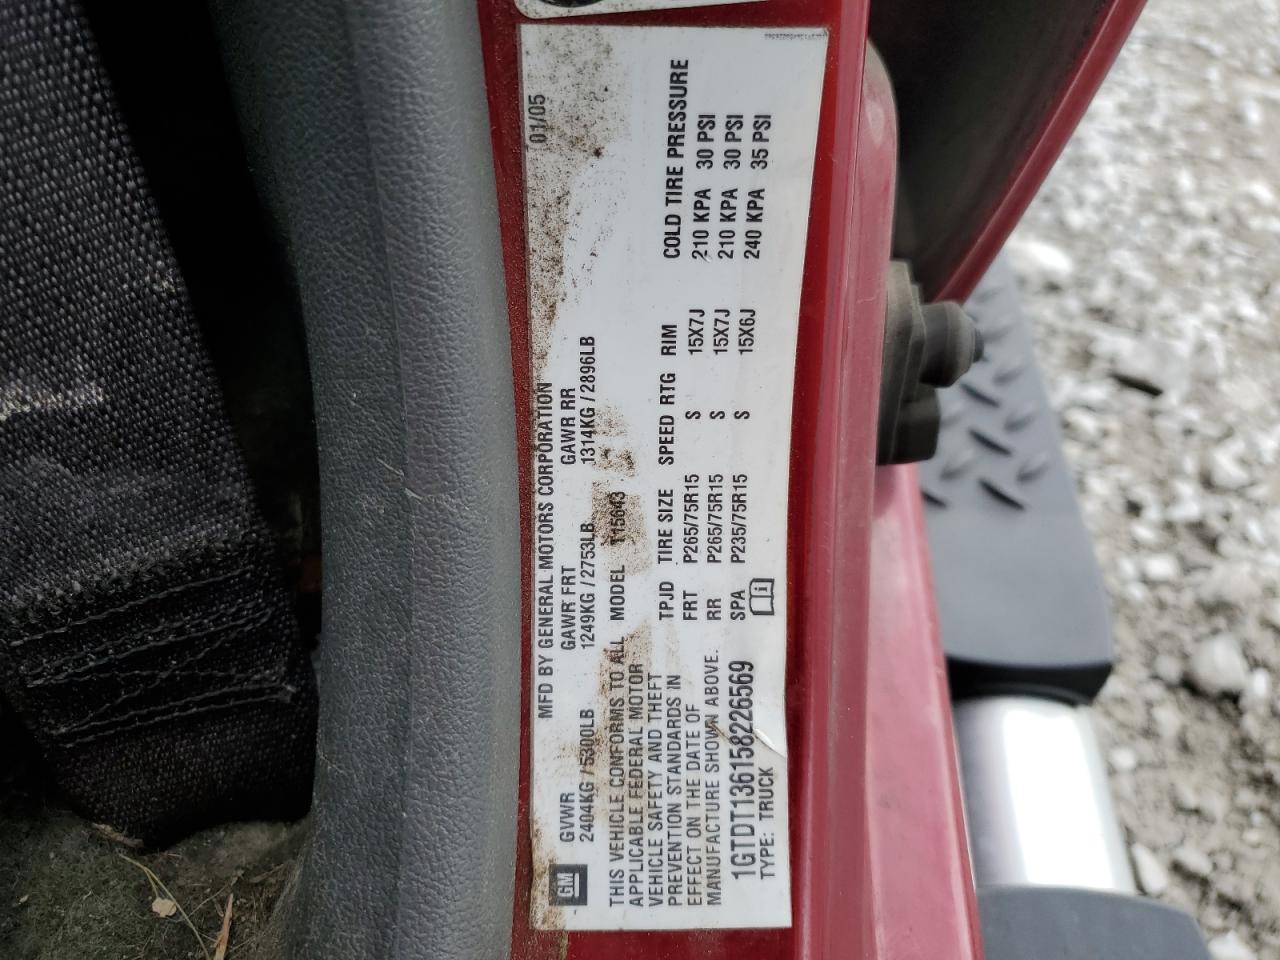 01/05
MFD BY GENERAL MOTORS CORPORATION
GM
GVWR GAWR FRT GAWR RR
2404KG / 5300LB 1249KG / 2753LB 1314KG / 2896LB
THIS VEHICLE CONFORMS TO ALL
APPLICABLE FEDERAL MOTOR
VEHICLE SAFETY AND THEFT
PREVENTION STANDARDS IN
EFFECT ON THE DATE OF
MANUFACTURE SHOWN ABOVE.
1GTDT136158226569
TYPE: TRUCK
MODEL T15643
TPJD TIRE SIZE SPEED RTG RIM COLD TIRE PRESSURE
FRT P265/75R15 S 15X7J 210 KPA 30 PSI
RR P265/75R15 S 15X7J 210 KPA 30 PSI
SPA P235/75R15 S 15X6J 240 KPA 35 PSI